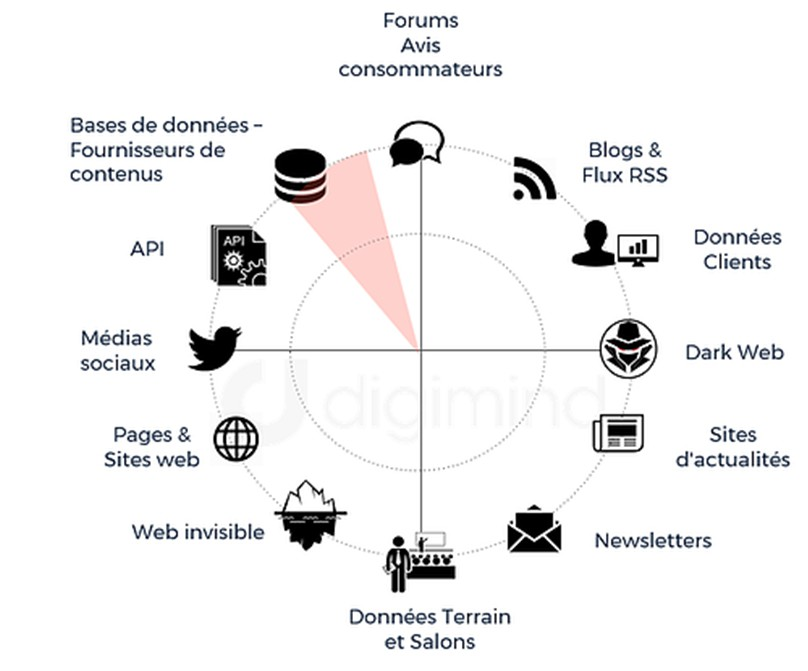 Forums
Avis
consommateurs
Bases de données –
Fournisseurs de
contenus
Blogs &
Flux RSS
API
API
Données
Clients
Médias
sociaux
Dark Web
digimind
Pages &
Sites web
Sites
d'actualités
Web invisible
Newsletters
Données Terrain
et Salons